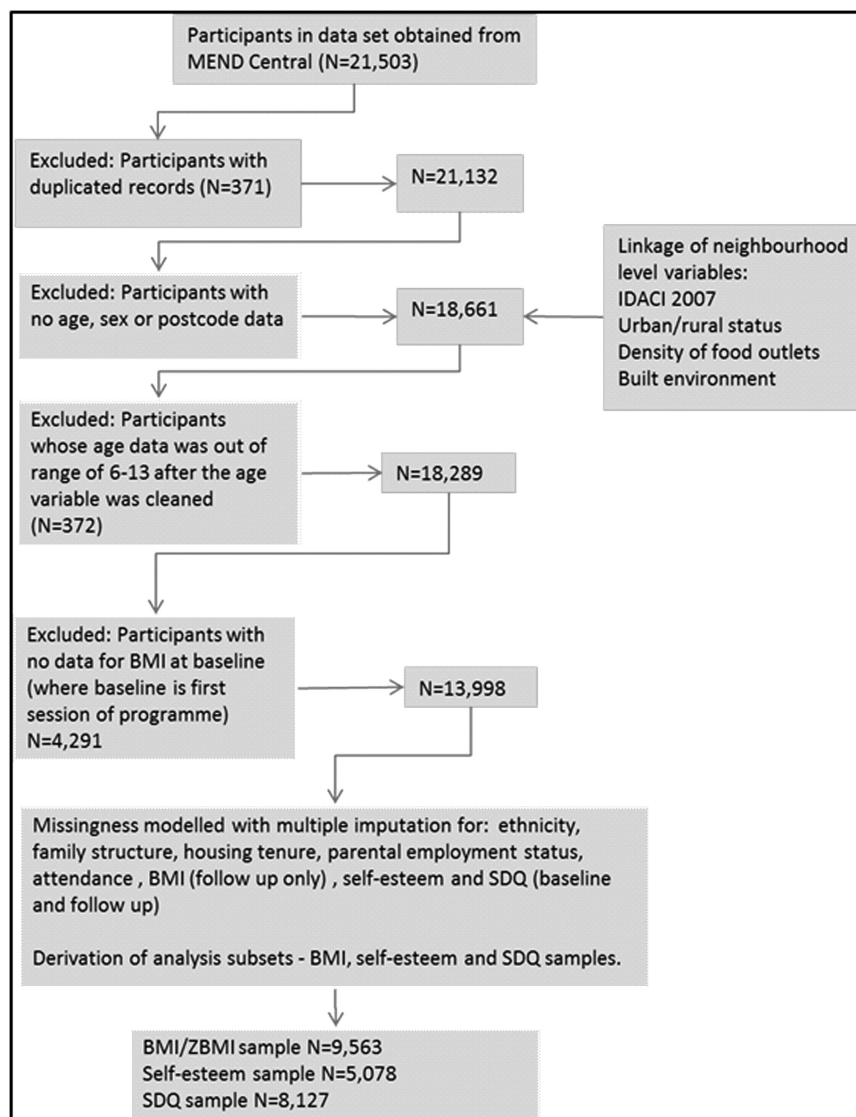 Participants in data set obtained from
MEND Central (N=21,503)
Excluded: Participants with
duplicated records (N=371)
N=21,132
Excluded: Participants with
no age, sex or postcode data
N=18,661
Linkage of neighbourhood
level variables:
IDACI 2007
Urban/rural status
Density of food outlets
Built environment
Excluded: Participants
whose age data was out of
range of 6-13 after the age
variable was cleaned
(N=372)
N=18,289
Excluded: Participants with
no data for BMI at baseline
(where baseline is first
session of programme)
N=4,291
N=13,998
Missingness modelled with multiple imputation for: ethnicity,
family structure, housing tenure, parental employment status,
attendance , BMI (follow up only) , self-esteem and SDQ (baseline
and follow up)
Derivation of analysis subsets - BMI, self-esteem and SDQ samples.
BMI/ZBMI sample N=9,563
Self-esteem sample N=5,078
SDQ sample N=8,127